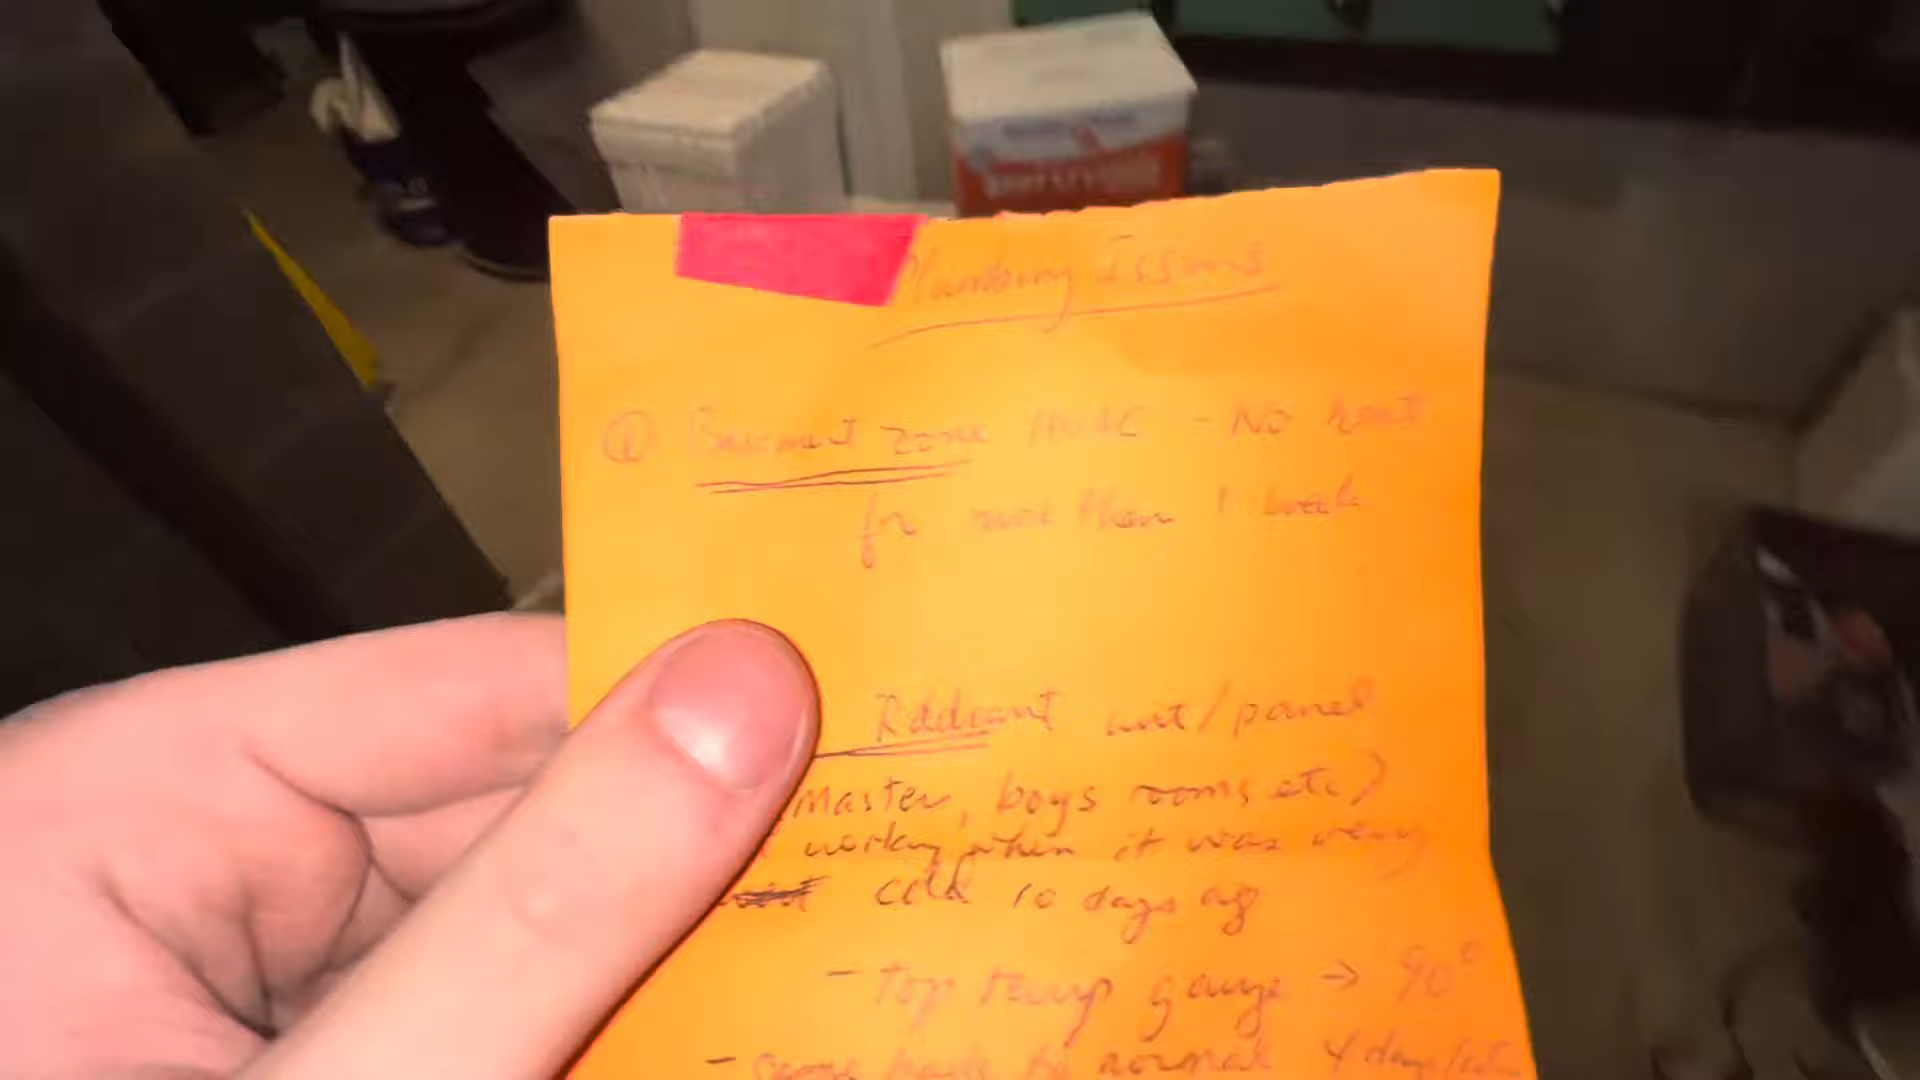 Plumbing Issues
① Basement zone HVAC - No heat
for more than 1 week
Radiant unit/panel
(Master, boys rooms etc)
working when it was very
cold 10 days ago
- top temp gauge → 90°
- came back to normal 4 days later